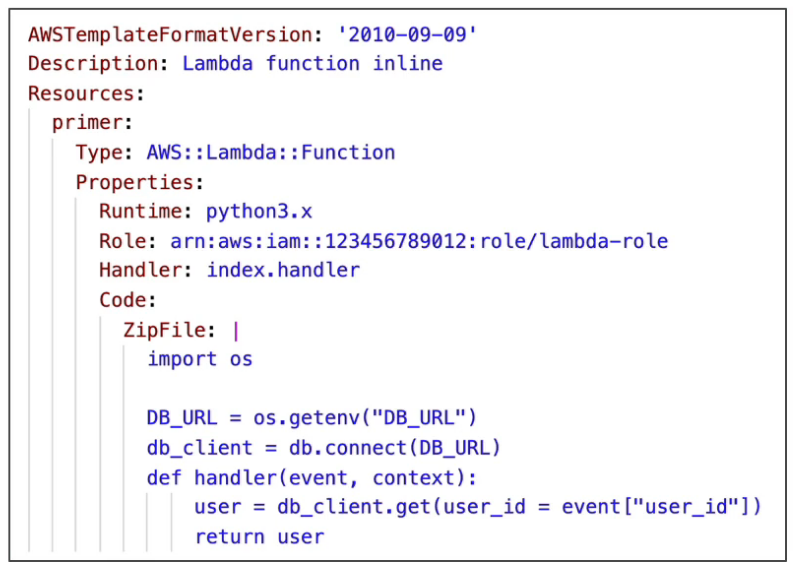 AWSTemplateFormatVersion: '2010-09-09'
Description: Lambda function inline
Resources:
  primer:
    Type: AWS::Lambda::Function
    Properties:
      Runtime: python3.x
      Role: arn:aws:iam::123456789012:role/lambda-role
      Handler: index.handler
      Code:
        ZipFile: |
          import os

          DB_URL = os.getenv("DB_URL")
          db_client = db.connect(DB_URL)
          def handler(event, context):
              user = db_client.get(user_id = event["user_id"])
              return user